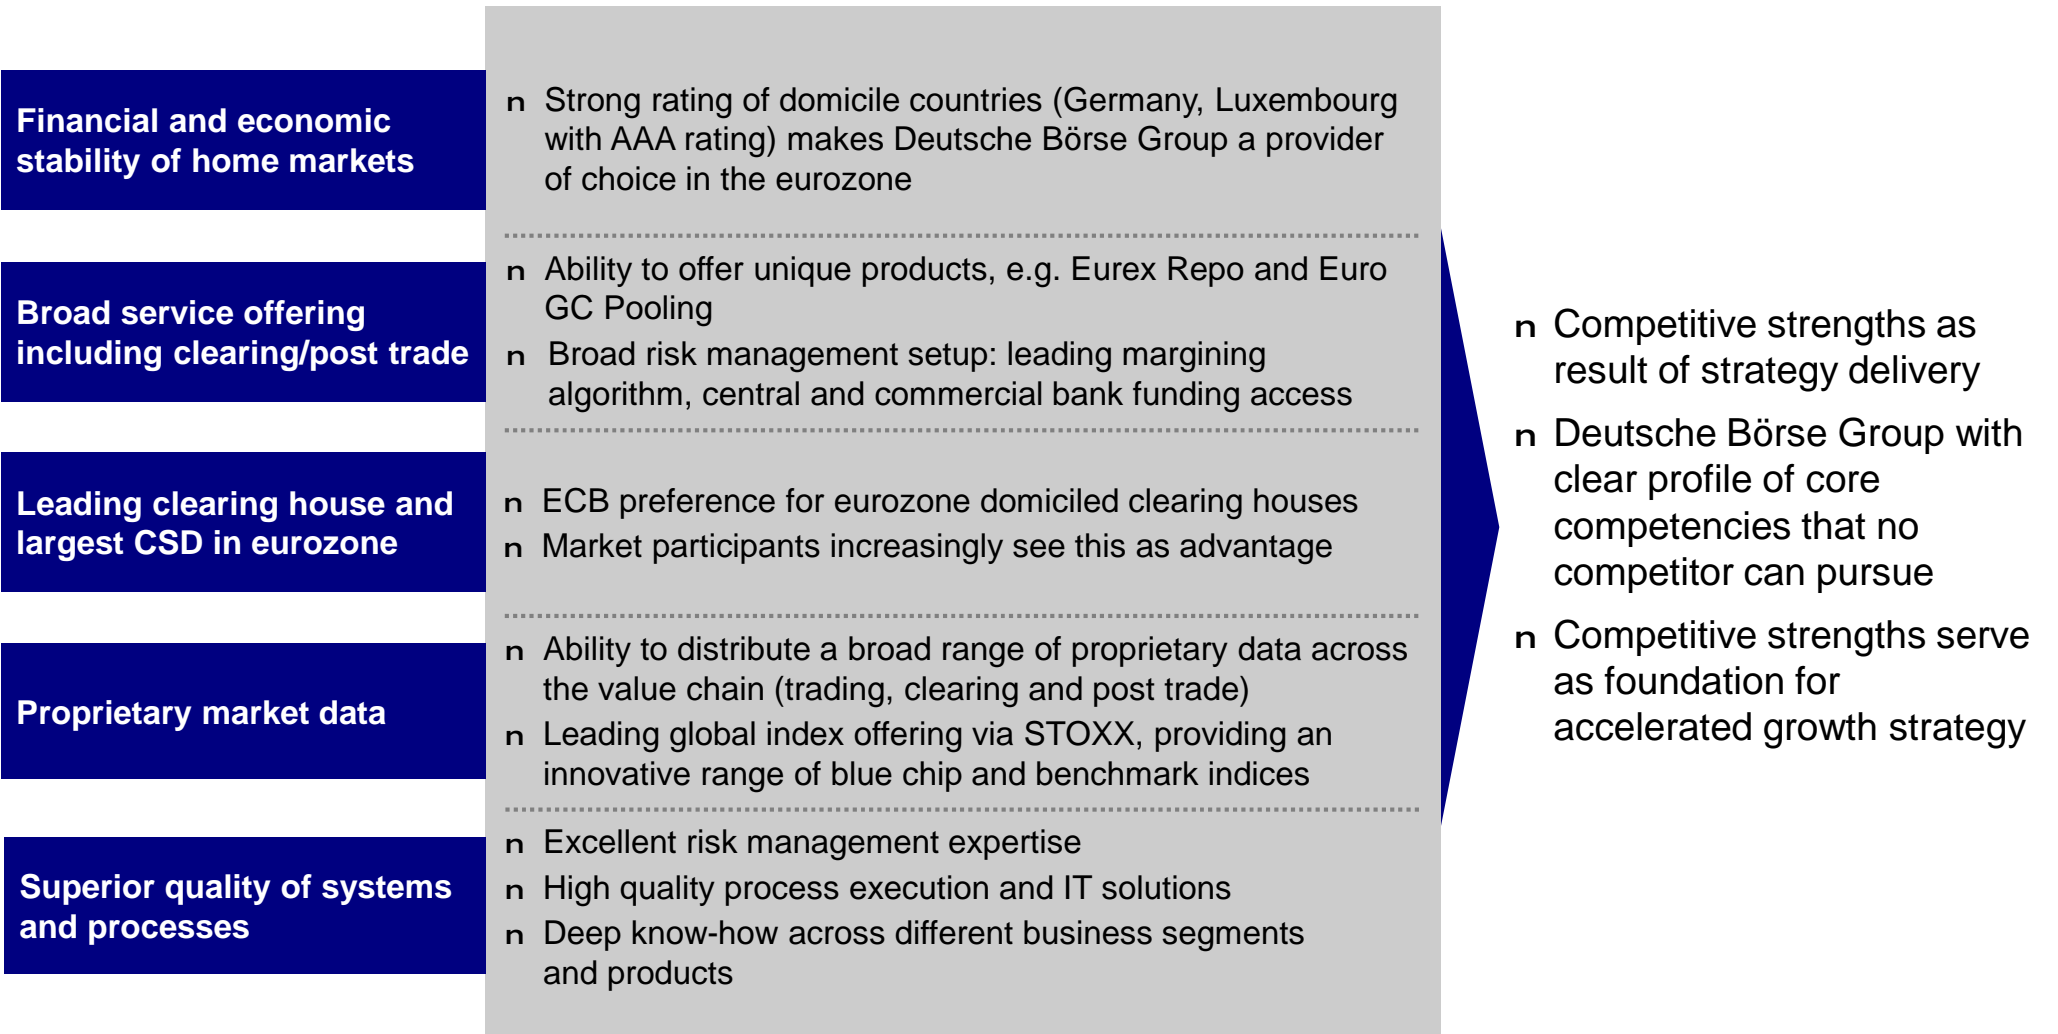 Financial and economic
stability of home markets
n Strong rating of domicile countries (Germany, Luxembourg
with AAA rating) makes Deutsche Börse Group a provider
of choice in the eurozone
Broad service offering
including clearing/post trade
n Ability to offer unique products, e.g. Eurex Repo and Euro
GC Pooling
n Broad risk management setup: leading margining
algorithm, central and commercial bank funding access
Leading clearing house and
largest CSD in eurozone
n ECB preference for eurozone domiciled clearing houses
n Market participants increasingly see this as advantage
Proprietary market data
n Ability to distribute a broad range of proprietary data across
the value chain (trading, clearing and post trade)
n Leading global index offering via STOXX, providing an
innovative range of blue chip and benchmark indices
Superior quality of systems
and processes
n Excellent risk management expertise
n High quality process execution and IT solutions
n Deep know-how across different business segments
and products
n Competitive strengths as
result of strategy delivery
n Deutsche Börse Group with
clear profile of core
competencies that no
competitor can pursue
n Competitive strengths serve
as foundation for
accelerated growth strategy